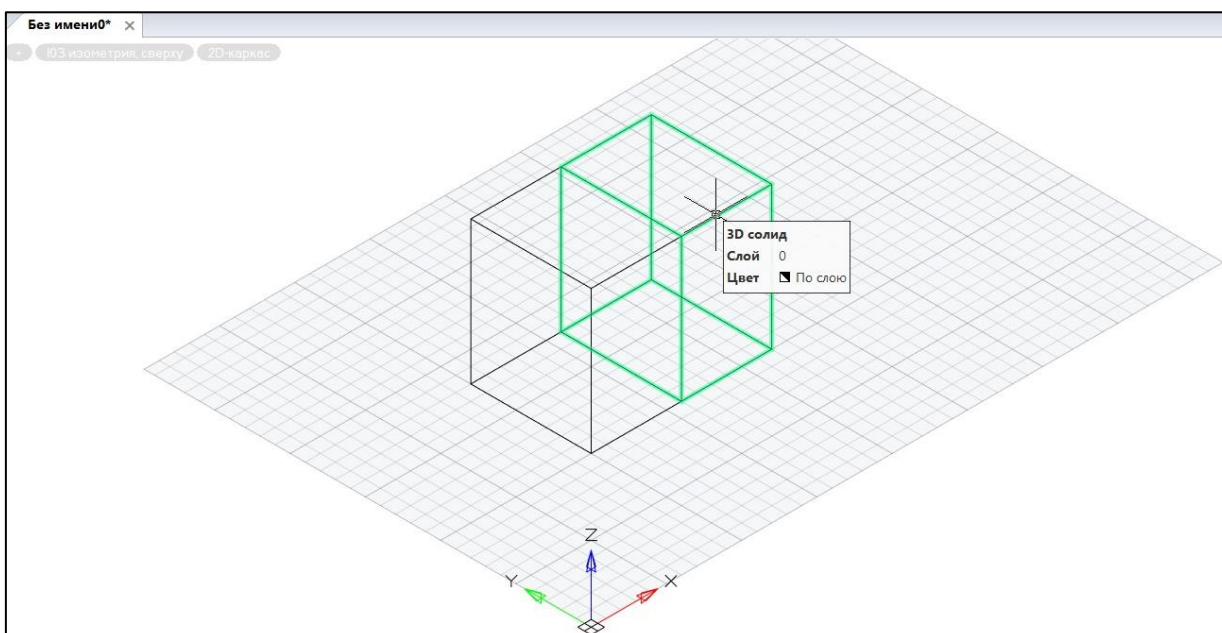 Без имени0*
ЮЗ изометрия, сверху 2D-каркас
3D солид
Слой 0
Цвет По слою
Z
Y X